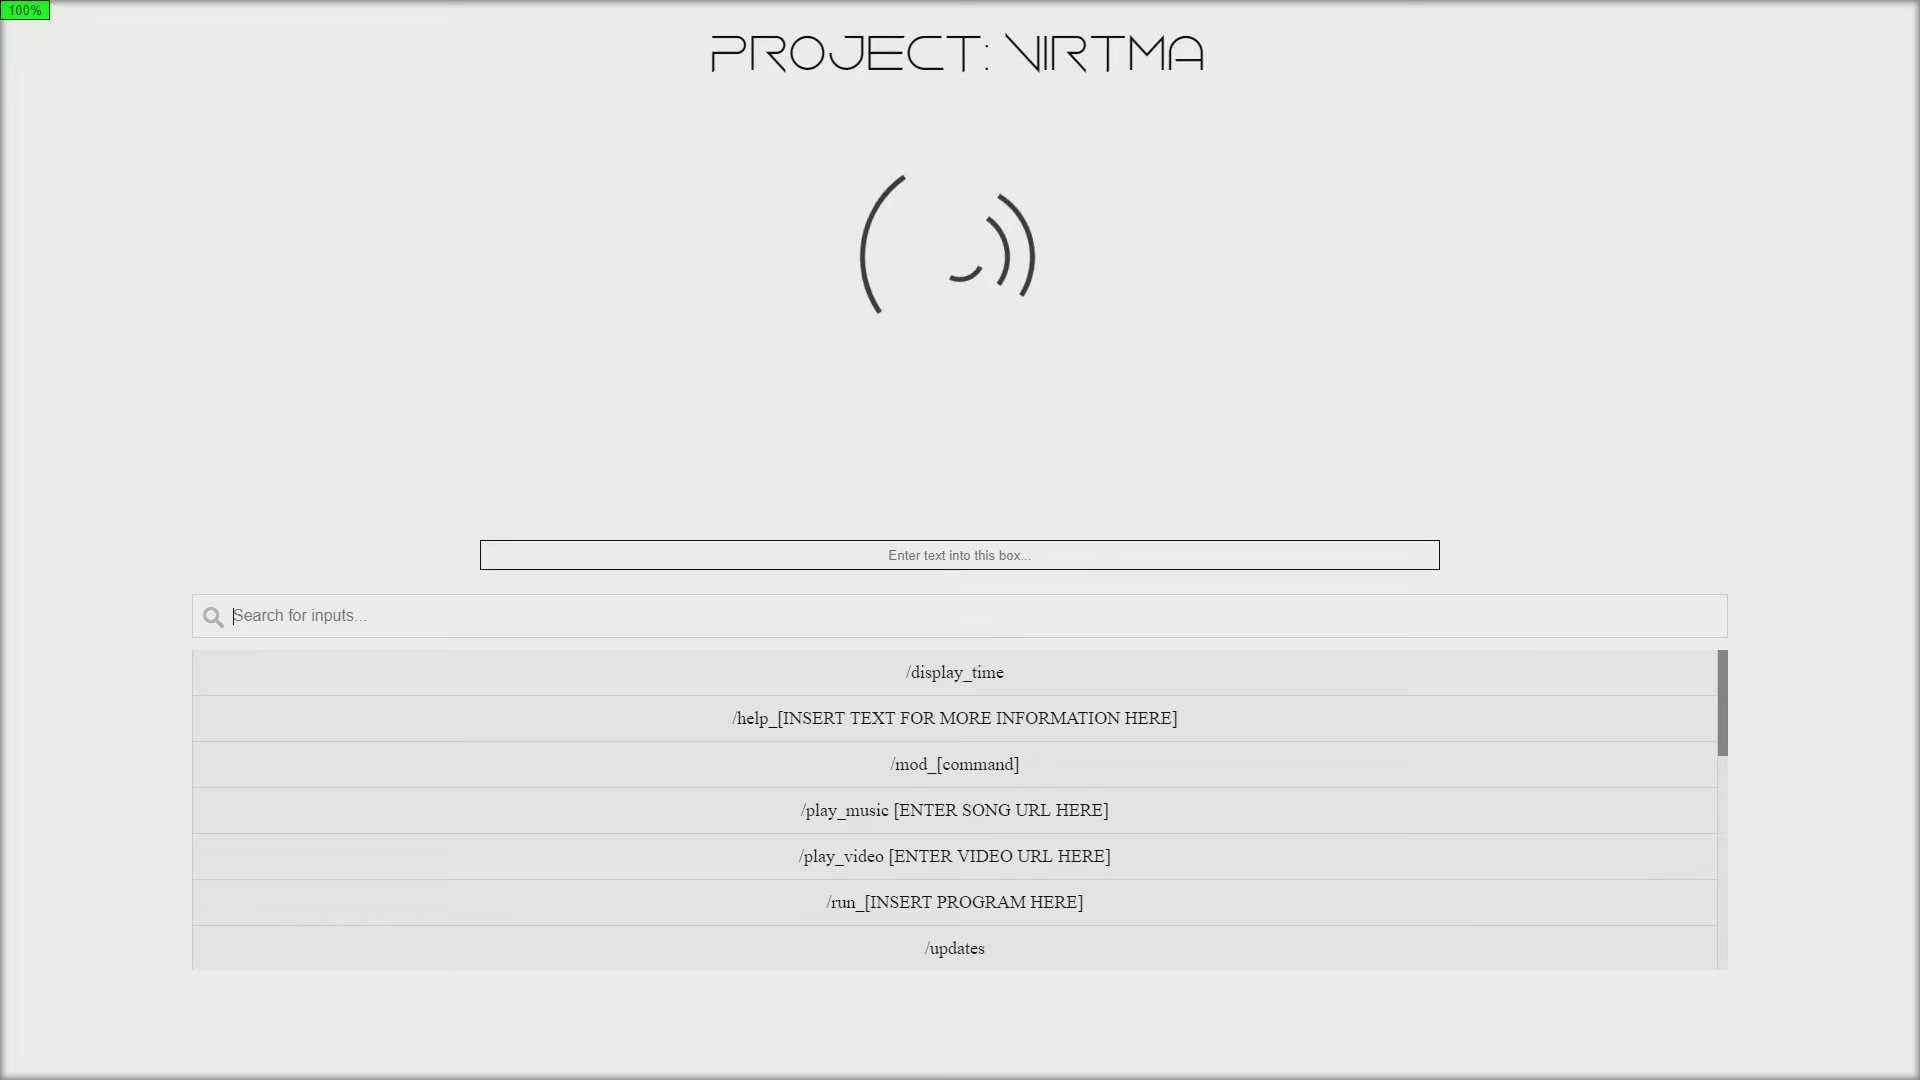 100%
PROJECT: VIRTMA
Enter text into this box...
Search for inputs...
/display_time
/help_[INSERT TEXT FOR MORE INFORMATION HERE]
/mod_[command]
/play_music [ENTER SONG URL HERE]
/play_video [ENTER VIDEO URL HERE]
/run_[INSERT PROGRAM HERE]
/updates